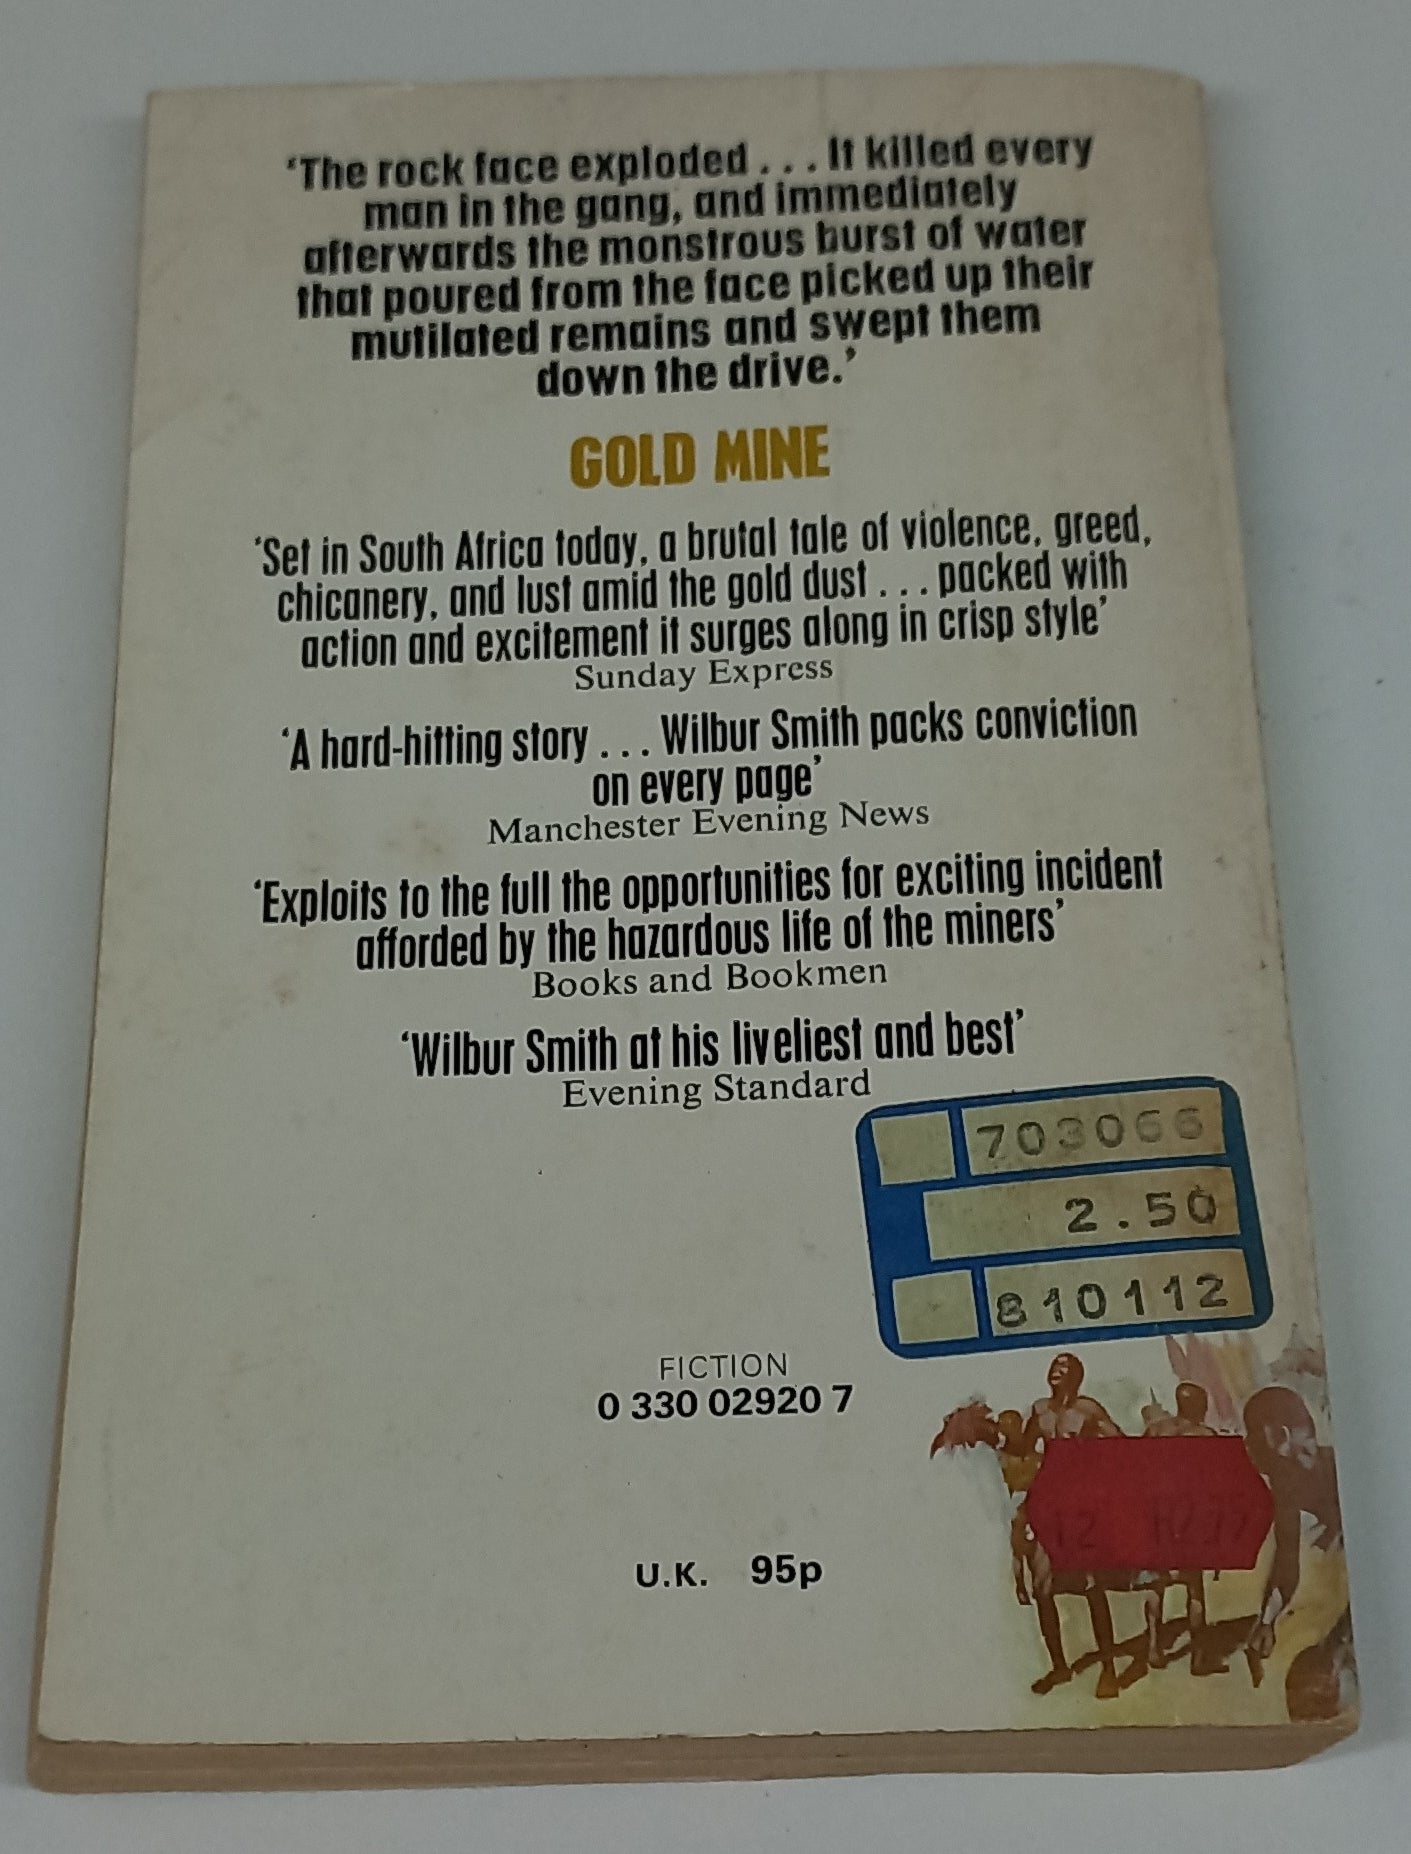 ‘The rock face exploded . . . It killed every
man in the gang, and immediately
afterwards the monstrous burst of water
that poured from the face picked up their
mutilated remains and swept them
down the drive.’
GOLD MINE
‘Set in South Africa today, a brutal tale of violence, greed,
chicanery, and lust amid the gold dust . . . packed with
action and excitement it surges along in crisp style’
Sunday Express
‘A hard-hitting story . . . Wilbur Smith packs conviction
on every page’
Manchester Evening News
‘Exploits to the full the opportunities for exciting incident
afforded by the hazardous life of the miners’
Books and Bookmen
‘Wilbur Smith at his liveliest and best’
Evening Standard
703066
2.50
810112
FICTION
0 330 02920 7
U.K. 95p